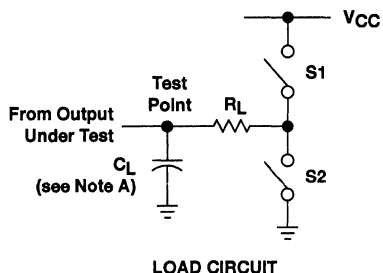 VCC
S1
Test
Point
RL
From Output
Under Test
CL
(see Note A)
S2
LOAD CIRCUIT